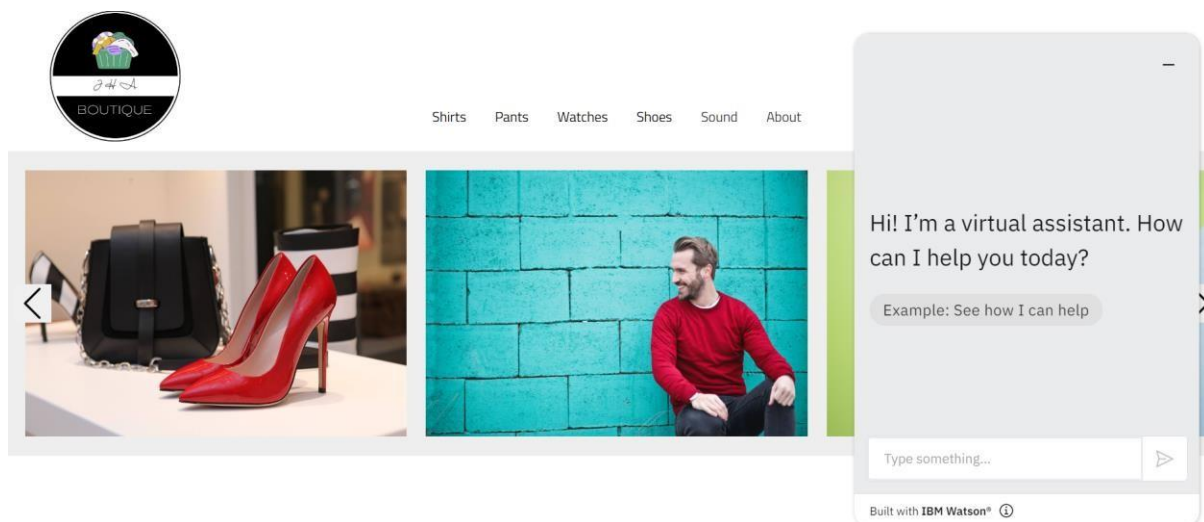 JHA
BOUTIQUE
Shirts Pants Watches Shoes Sound About
Hi! I'm a virtual assistant. How
can I help you today?
Example: See how I can help
Type something...
Built with IBM Watson®